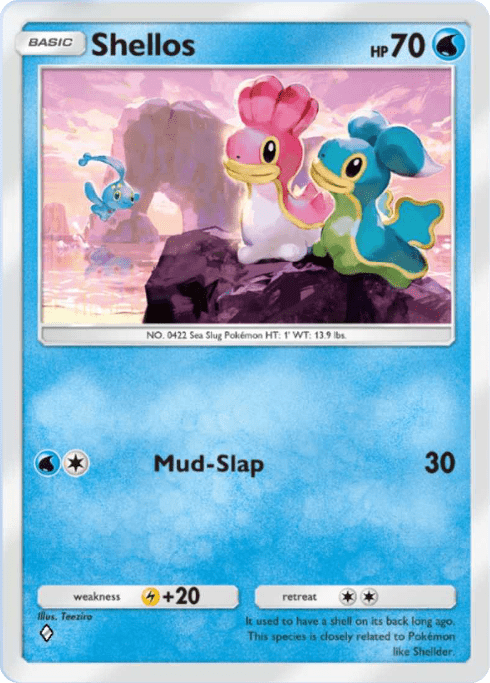 BASIC Shellos HP 70
NO. 0422 Sea Slug Pokémon HT: 1' WT: 13.9 lbs.
Mud-Slap 30
weakness +20 retreat
Illus. Teeziro
It used to have a shell on its back long ago.
This species is closely related to Pokémon
like Shellder.